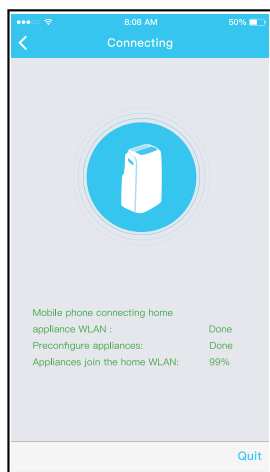 8:08 AM 50%
Connecting
Mobile phone connecting home
appliance WLAN : Done
Preconfigure appliances: Done
Appliances join the home WLAN: 99%
Quit